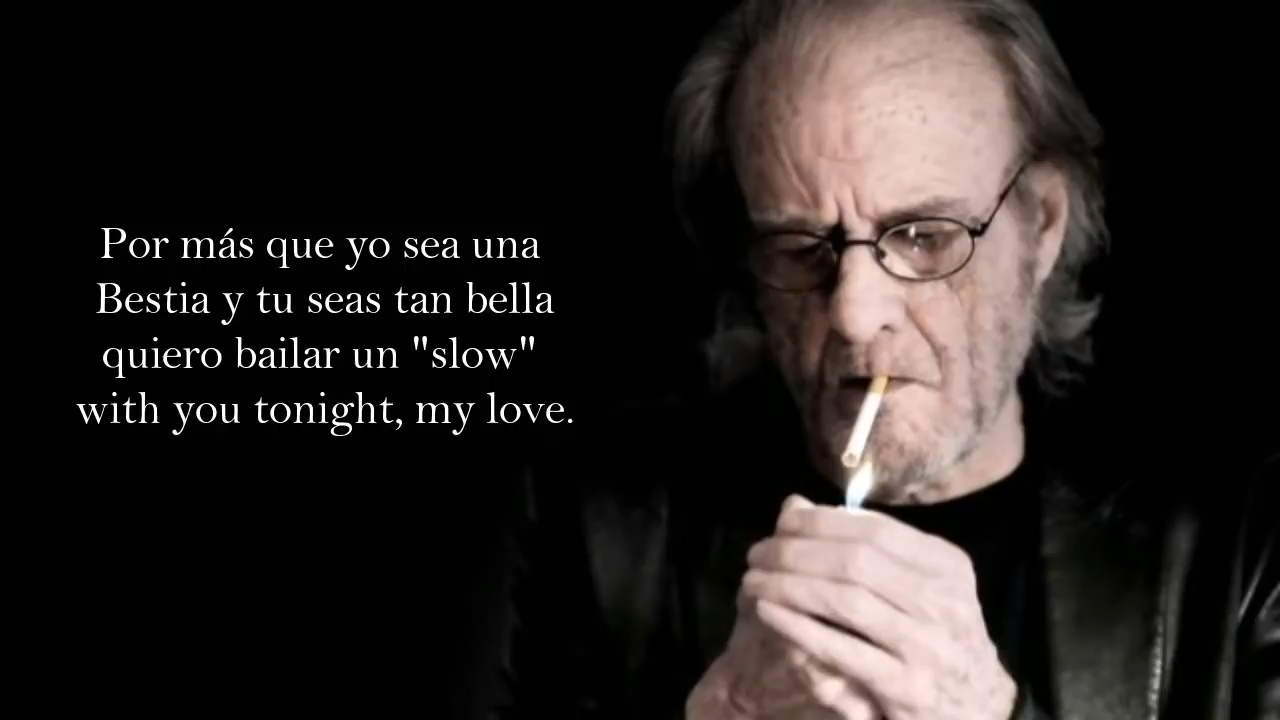 Por más que yo sea una
Bestia y tu seas tan bella
quiero bailar un "slow"
with you tonight, my love.